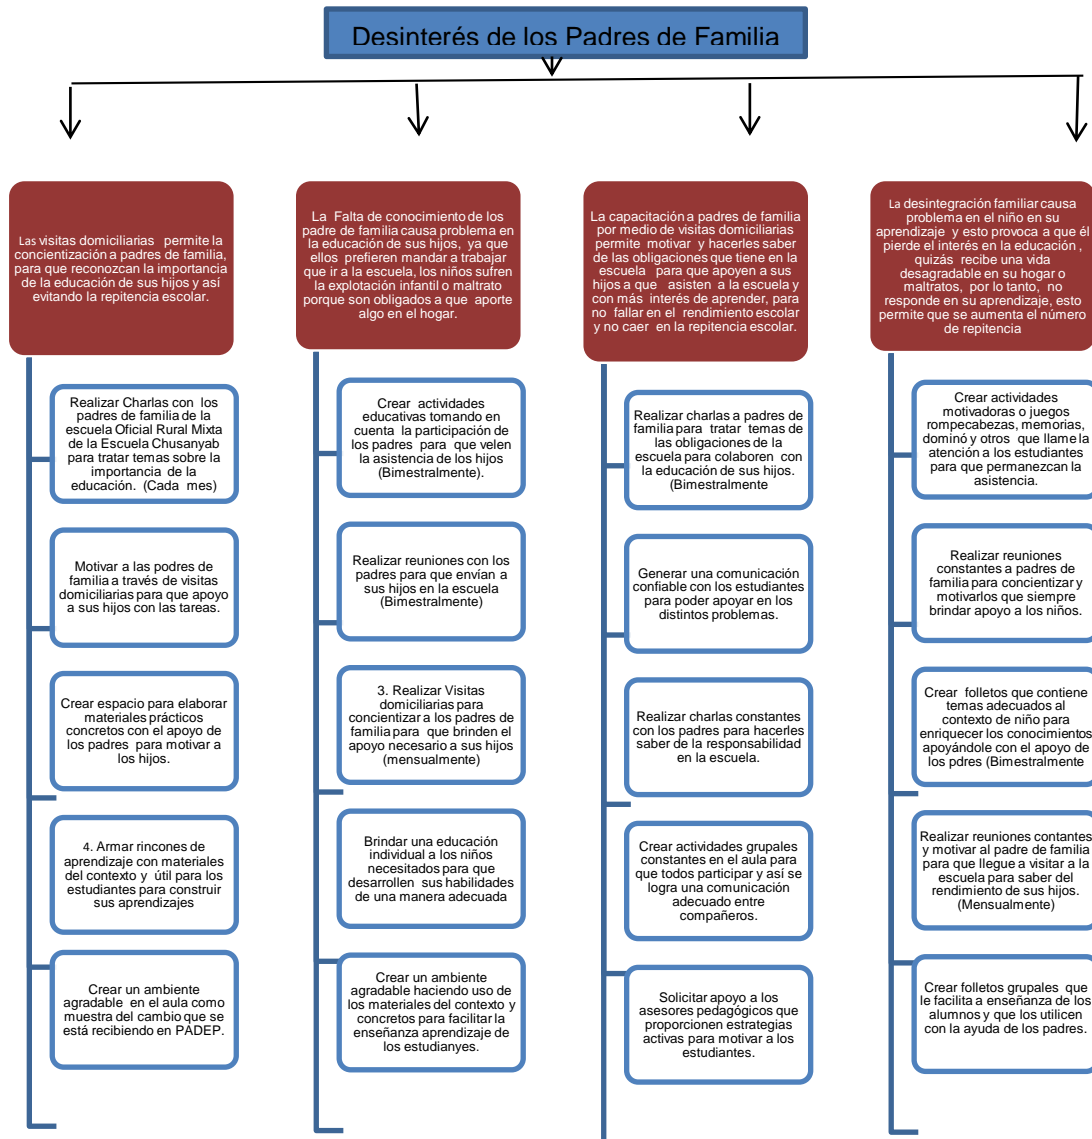 Desinterés de los Padres de Familia
Las visitas domiciliarias permite la
concientización a padres de familia,
para que reconozcan la importancia
de la educación de sus hijos y así
evitando la repitencia escolar.
Realizar Charlas con los
padres de familia de la
escuela Oficial Rural Mixta
de la Escuela Chusanyab
para tratar temas sobre la
importancia de la
educación. (Cada mes)
Motivar a las podres de
familia a través de visitas
domiciliarias para que apoyo
a sus hijos con las tareas.
Crear espacio para elaborar
materiales prácticos
concretos con el apoyo de
los padres para motivar a
los hijos.
4. Armar rincones de
aprendizaje con materiales
del contexto y útil para los
estudiantes para construir
sus aprendizajes
Crear un ambiente
agradable en el aula como
muestra del cambio que se
está recibiendo en PADEP.
La Falta de conocimiento de los
padre de familia causa problema en
la educación de sus hijos, ya que
ellos prefieren mandar a trabajar
que ir a la escuela, los niños sufren
la explotación infantil o maltrato
porque son obligados a que aporte
algo en el hogar.
Crear actividades
educativas tomando en
cuenta la participación de
los padres para que velen
la asistencia de los hijos
(Bimestralmente).
Realizar reuniones con los
padres para que envían a
sus hijos en la escuela
(Bimestralmente)
3. Realizar Visitas
domiciliarias para
concientizar a los padres de
familia para que brinden el
apoyo necesario a sus hijos
(mensualmente)
Brindar una educación
individual a los niños
necesitados para que
desarrollen sus habilidades
de una manera adecuada
Crear un ambiente
agradable haciendo uso de
los materiales del contexto y
concretos para facilitar la
enseñanza aprendizaje de
los estudianyes.
La capacitación a padres de familia
por medio de visitas domiciliarias
permite motivar y hacerles saber
de las obligaciones que tiene en la
escuela para que apoyen a sus
hijos a que asisten a la escuela y
con más interés de aprender, para
no fallar en el rendimiento escolar
y no caer en la repitencia escolar.
Realizar charlas a padres de
familia para tratar temas de
las obligaciones de la
escuela para colaboren con
la educación de sus hijos.
(Bimestralmente
Generar una comunicación
confiable con los estudiantes
para poder apoyar en los
distintos problemas.
Realizar charlas constantes
con los padres para hacerles
saber de la responsabilidad
en la escuela.
Crear actividades grupales
constantes en el aula para
que todos participar y así se
logra una comunicación
adecuado entre
compañeros.
Solicitar apoyo a los
asesores pedagógicos que
proporcionen estrategias
activas para motivar a los
estudiantes.
La desintegración familiar causa
problema en el niño en su
aprendizaje y esto provoca a que él
pierde el interés en la educación ,
quizás recibe una vida
desagradable en su hogar o
maltratos, por lo tanto, no
responde en su aprendizaje, esto
permite que se aumenta el número
de repitencia
Crear actividades
motivadoras o juegos
rompecabezas, memorias,
dominó y otros que llame la
atención a los estudiantes
para que permanezcan la
asistencia.
Realizar reuniones
constantes a padres de
familia para concientizar y
motivarlos que siempre
brindar apoyo a los niños.
Crear folletos que contiene
temas adecuados al
contexto de niño para
enriquecer los conocimientos
apoyándole con el apoyo de
los pdres (Bimestralmente
Realizar reuniones contantes
y motivar al padre de familia
para que llegue a visitar a la
escuela para saber del
rendimiento de sus hijos.
(Mensualmente)
Crear folletos grupales que
le facilita a enseñanza de los
alumnos y que los utilicen
con la ayuda de los padres.